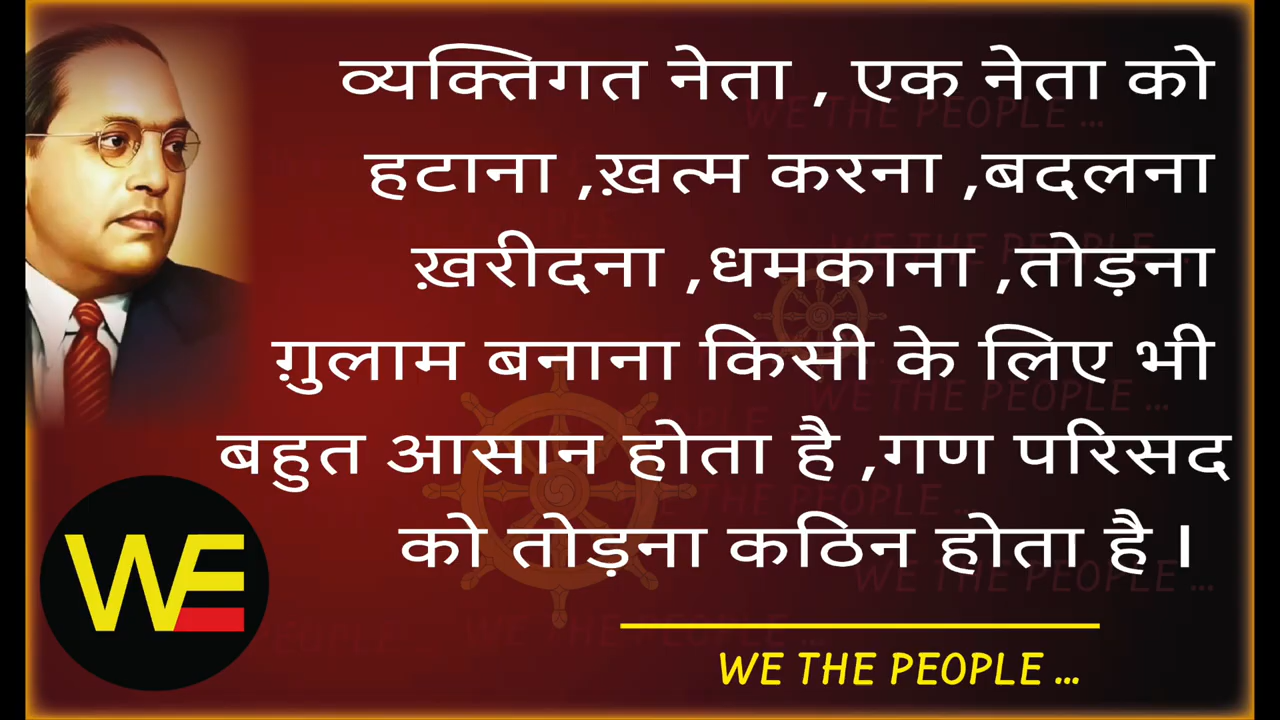 व्यक्तिगत नेता , एक नेता को
हटाना ,ख़त्म करना ,बदलना
ख़रीदना ,धमकाना ,तोड़ना
ग़ुलाम बनाना किसी के लिए भी
बहुत आसान होता है ,गण परिसद
को तोड़ना कठिन होता है ।
WE
WE THE PEOPLE ...